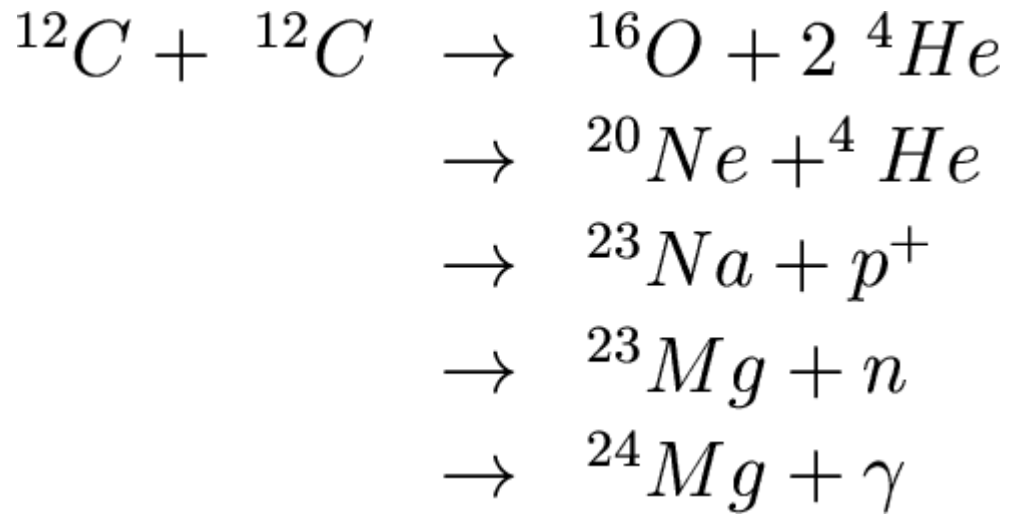 ¹²C + ¹²C → ¹⁶O + 2 ⁴He
→ ²⁰Ne +⁴ He
→ ²³Na + p⁺
→ ²³Mg + n
→ ²⁴Mg + γ